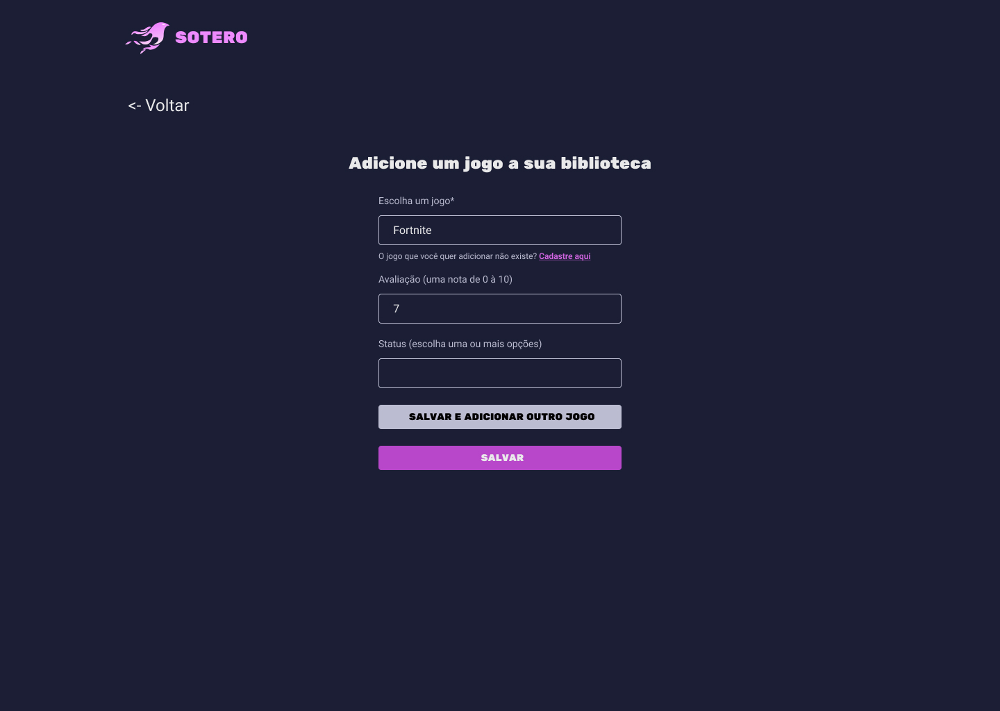 SOTERO
<- Voltar
Adicione um jogo a sua biblioteca
Escolha um jogo*
Fortnite
O jogo que você quer adicionar não existe? Cadastre aqui
Avaliação (uma nota de 0 à 10)
7
Status (escolha uma ou mais opções)
SALVAR E ADICIONAR OUTRO JOGO
SALVAR